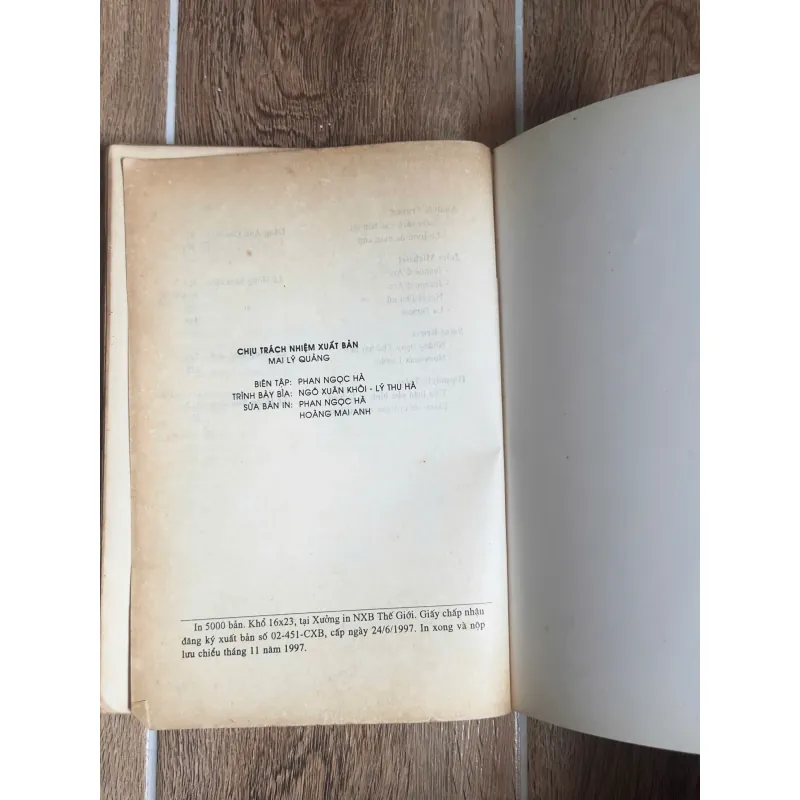 CHỊU TRÁCH NHIỆM XUẤT BẢN
MAI LÝ QUẢNG
BIÊN TẬP: PHAN NGỌC HÀ
TRÌNH BÀY BÌA: NGÔ XUÂN KHÔI - LÝ THU HÀ
SỬA BẢN IN: PHAN NGỌC HÀ
HOÀNG MAI ANH
In 5000 bản. Khổ 16x23, tại Xưởng in NXB Thế Giới. Giấy chấp nhận
đăng ký xuất bản số 02-451-CXB, cấp ngày 24/6/1997. In xong và nộp
lưu chiểu tháng 11 năm 1997.